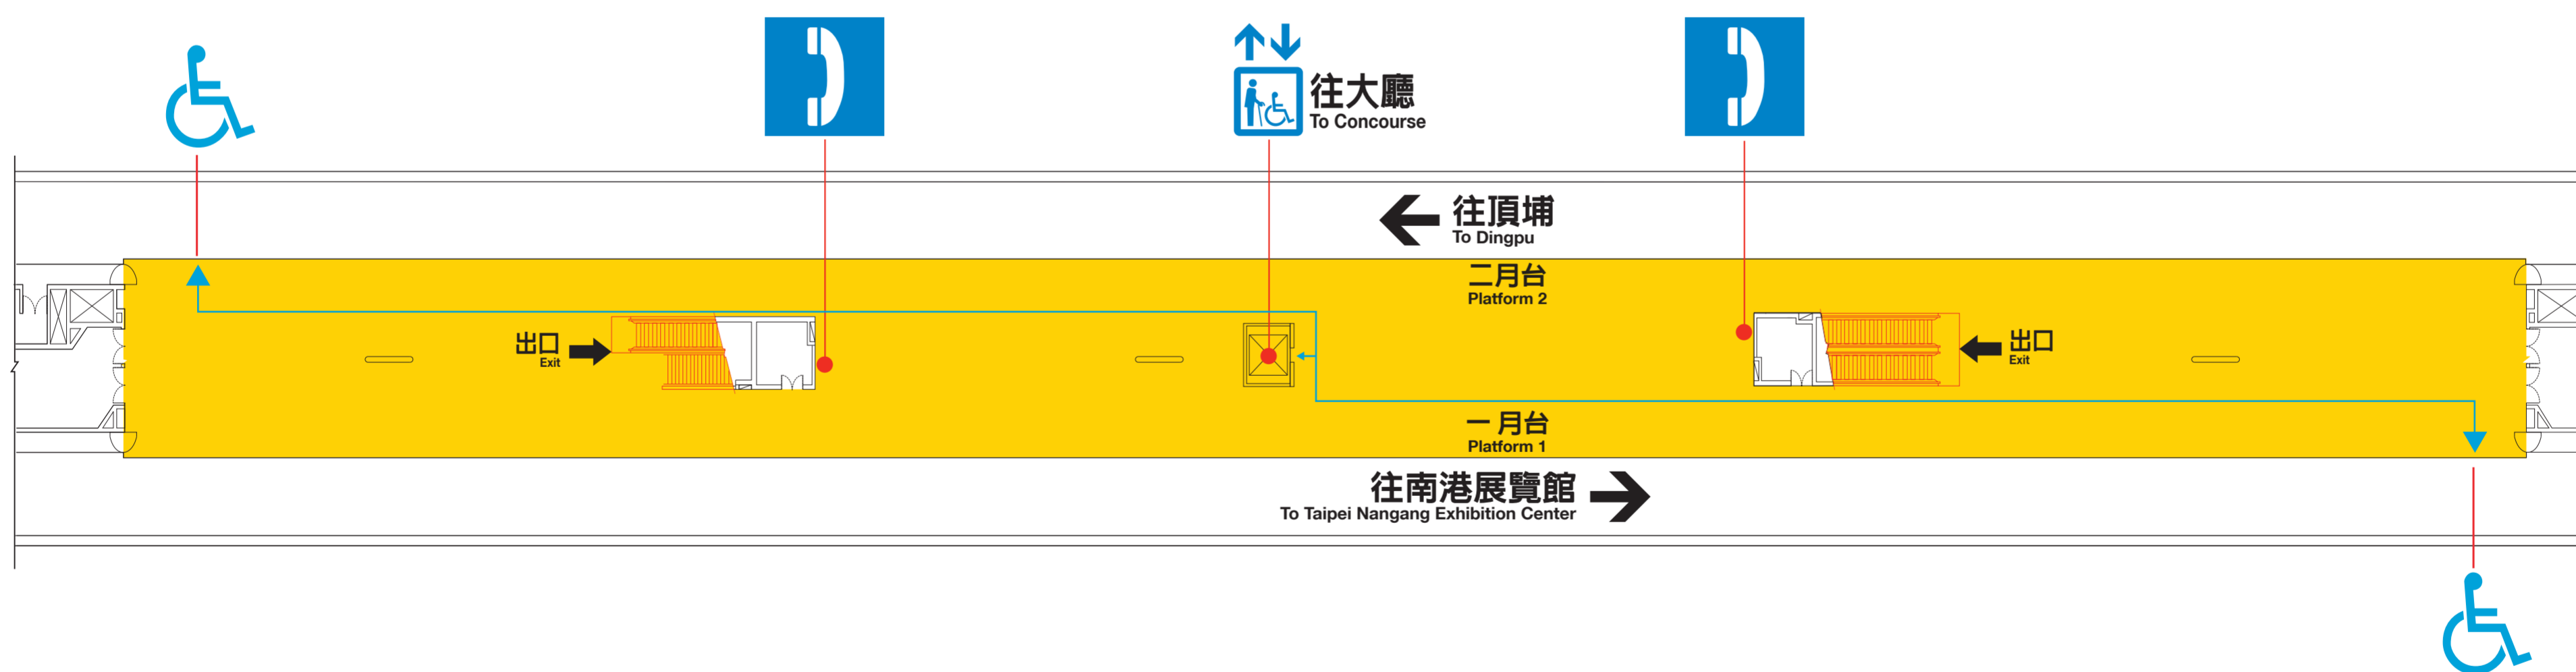 往大廳
To Concourse
往頂埔
To Dingpu
二月台
Platform 2
出口
Exit
出口
Exit
一月台
Platform 1
往南港展覽館
To Taipei Nangang Exhibition Center